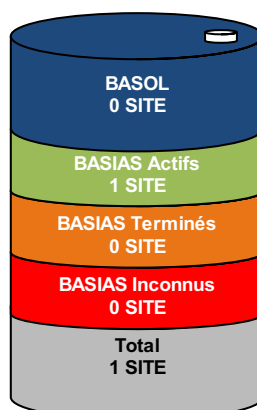 BASOL
0 SITE
BASIAS Actifs
1 SITE
BASIAS Terminés
0 SITE
BASIAS Inconnus
0 SITE
Total
1 SITE